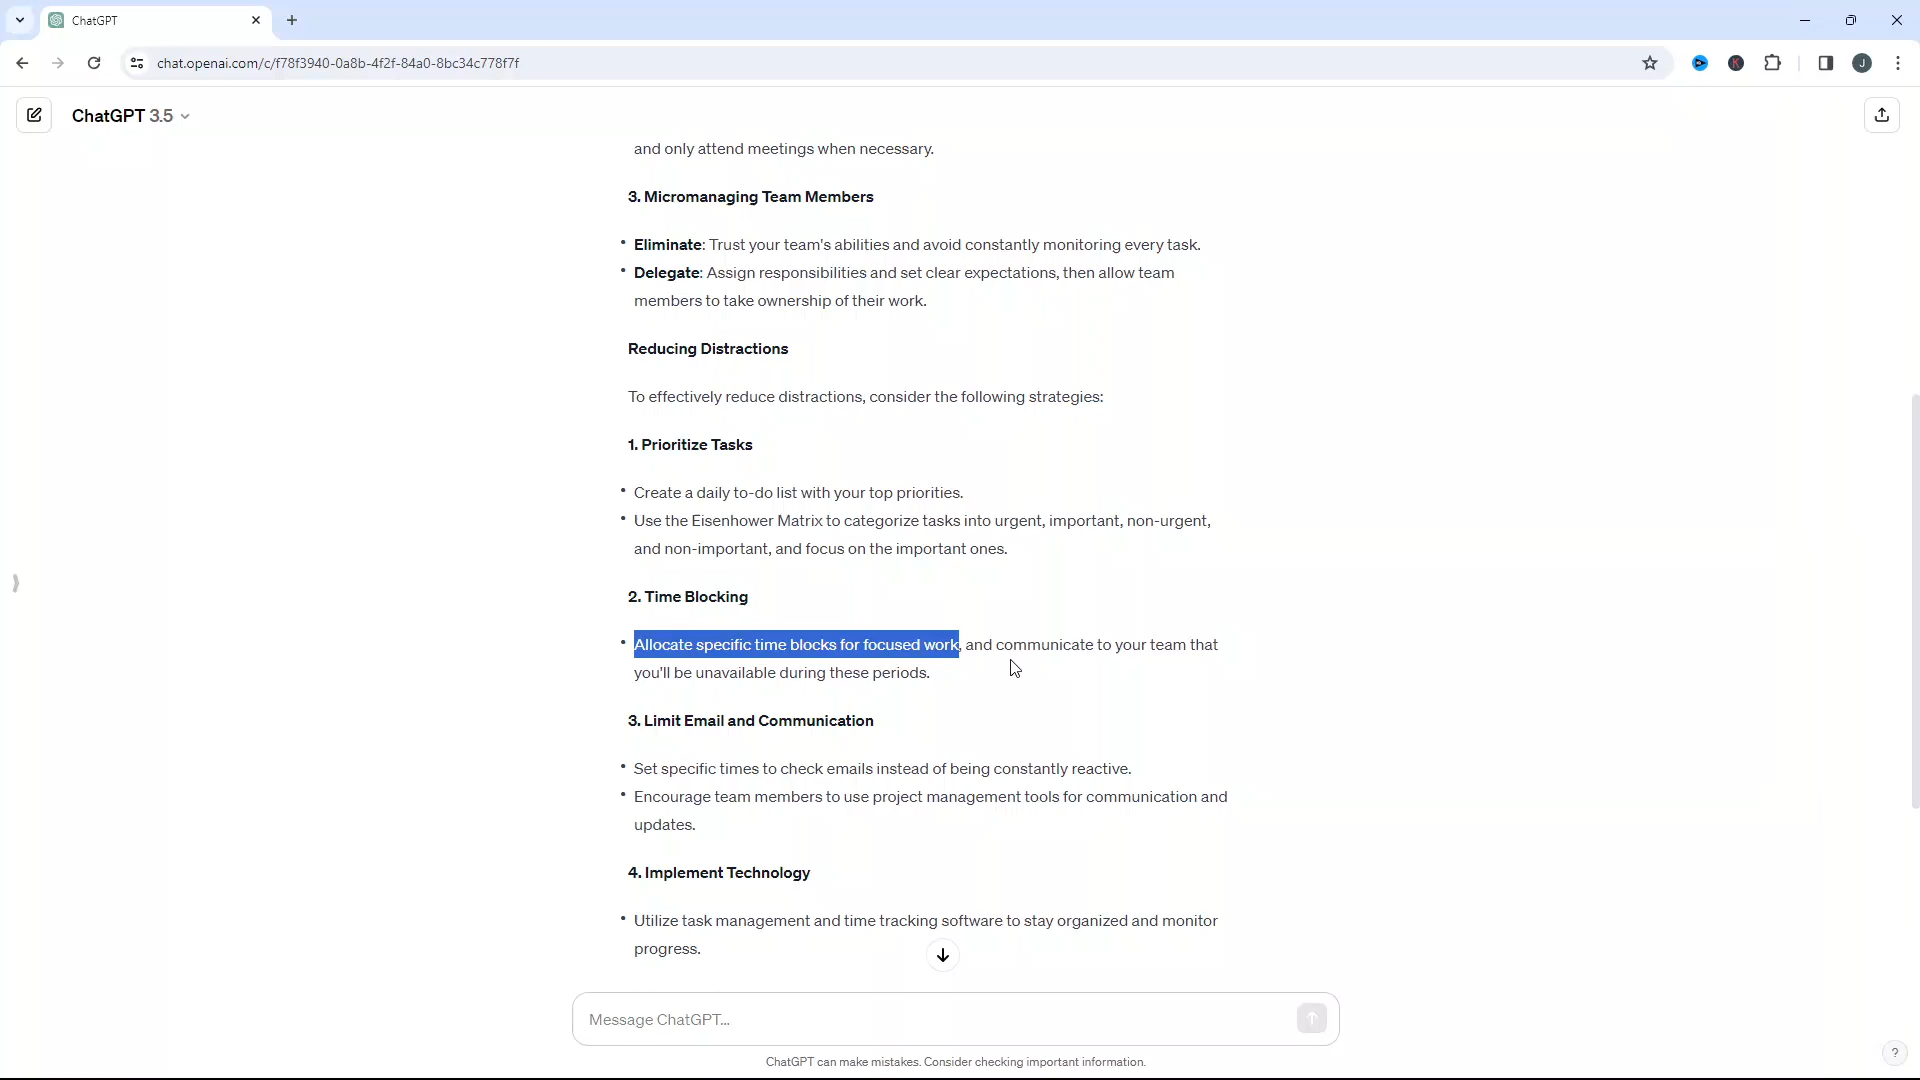 ChatGPT
chat.openai.com/c/f78f3940-0a8b-4f2f-84a0-8bc34c778f7f
K
J
ChatGPT 3.5
and only attend meetings when necessary.
3. Micromanaging Team Members
• Eliminate: Trust your team's abilities and avoid constantly monitoring every task.
• Delegate: Assign responsibilities and set clear expectations, then allow team
members to take ownership of their work.
Reducing Distractions
To effectively reduce distractions, consider the following strategies:
1. Prioritize Tasks
• Create a daily to-do list with your top priorities.
• Use the Eisenhower Matrix to categorize tasks into urgent, important, non-urgent,
and non-important, and focus on the important ones.
2. Time Blocking
• Allocate specific time blocks for focused work, and communicate to your team that
you'll be unavailable during these periods.
3. Limit Email and Communication
• Set specific times to check emails instead of being constantly reactive.
• Encourage team members to use project management tools for communication and
updates.
4. Implement Technology
• Utilize task management and time tracking software to stay organized and monitor
progress.
Message ChatGPT...
ChatGPT can make mistakes. Consider checking important information.
?